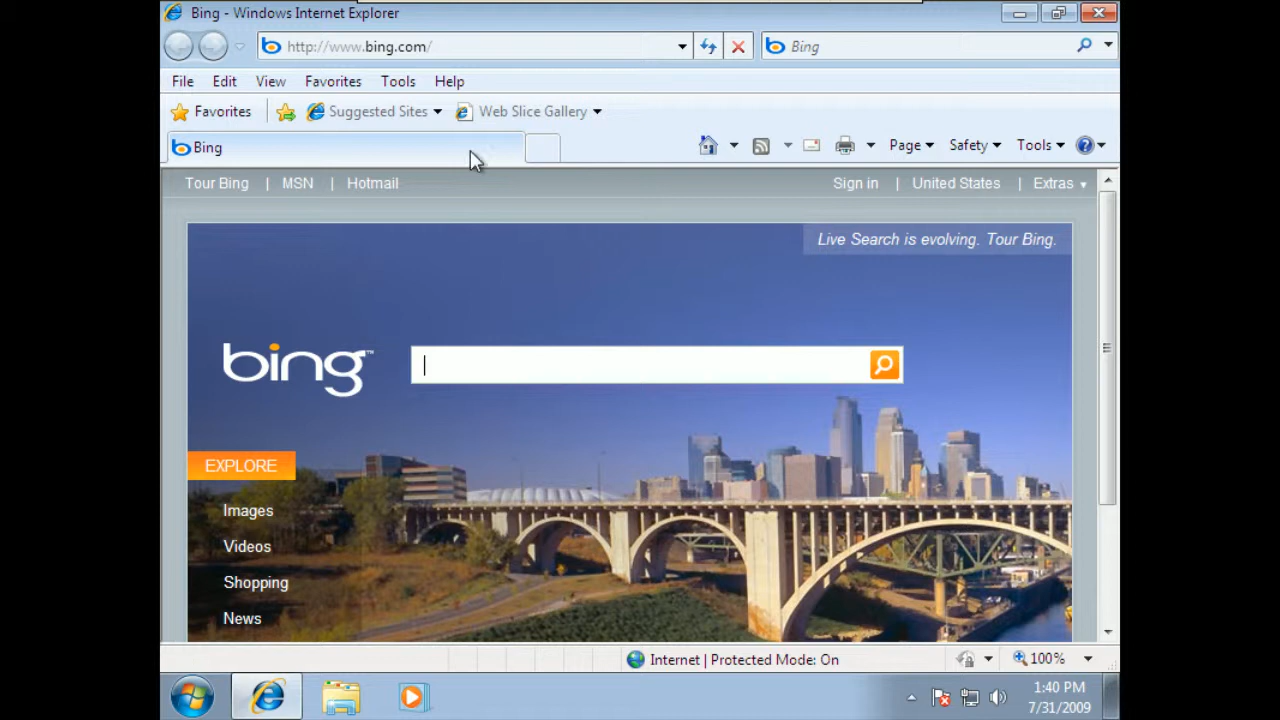 Bing - Windows Internet Explorer
http://www.bing.com/
Bing
File Edit View Favorites Tools Help
Favorites Suggested Sites Web Slice Gallery
Bing
Page Safety Tools
Tour Bing | MSN | Hotmail
Sign in | United States | Extras
Live Search is evolving. Tour Bing.
bing™
EXPLORE
Images
Videos
Shopping
News
Internet | Protected Mode: On
100%
1:40 PM
7/31/2009